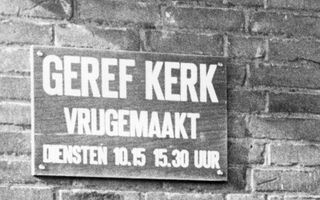 GEREF KERK
VRIJGEMAAKT
DIENSTEN 10.15 15.30 UUR